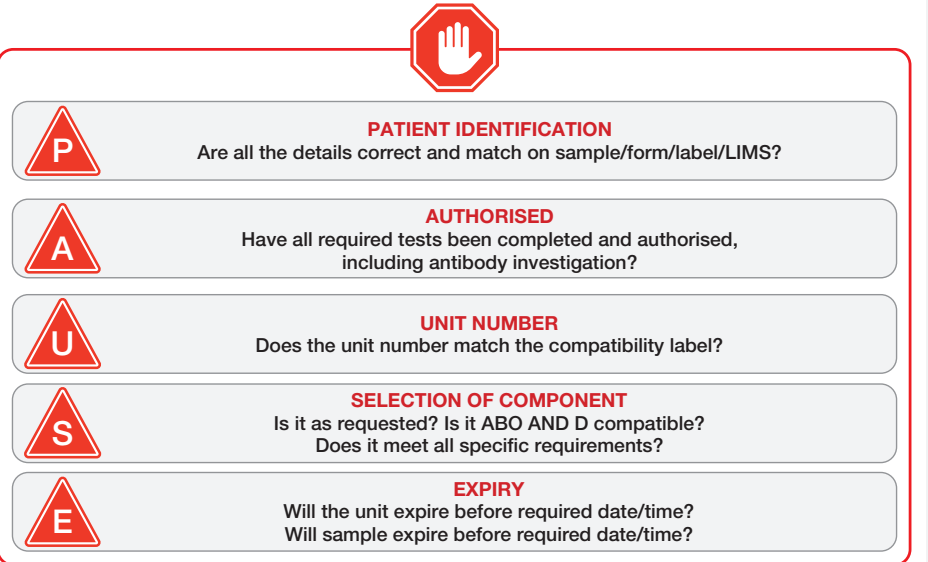 P
PATIENT IDENTIFICATION
Are all the details correct and match on sample/form/label/LIMS?
A
AUTHORISED
Have all required tests been completed and authorised,
including antibody investigation?
U
UNIT NUMBER
Does the unit number match the compatibility label?
S
SELECTION OF COMPONENT
Is it as requested? Is it ABO AND D compatible?
Does it meet all specific requirements?
E
EXPIRY
Will the unit expire before required date/time?
Will sample expire before required date/time?